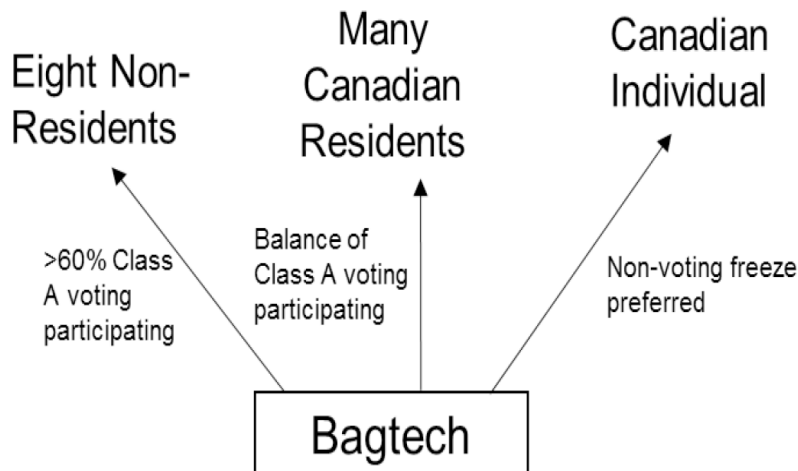 Eight Non-
Residents
Many
Canadian
Residents
Canadian
Individual
>60% Class
A voting
participating
Balance of
Class A voting
participating
Non-voting freeze
preferred
Bagtech